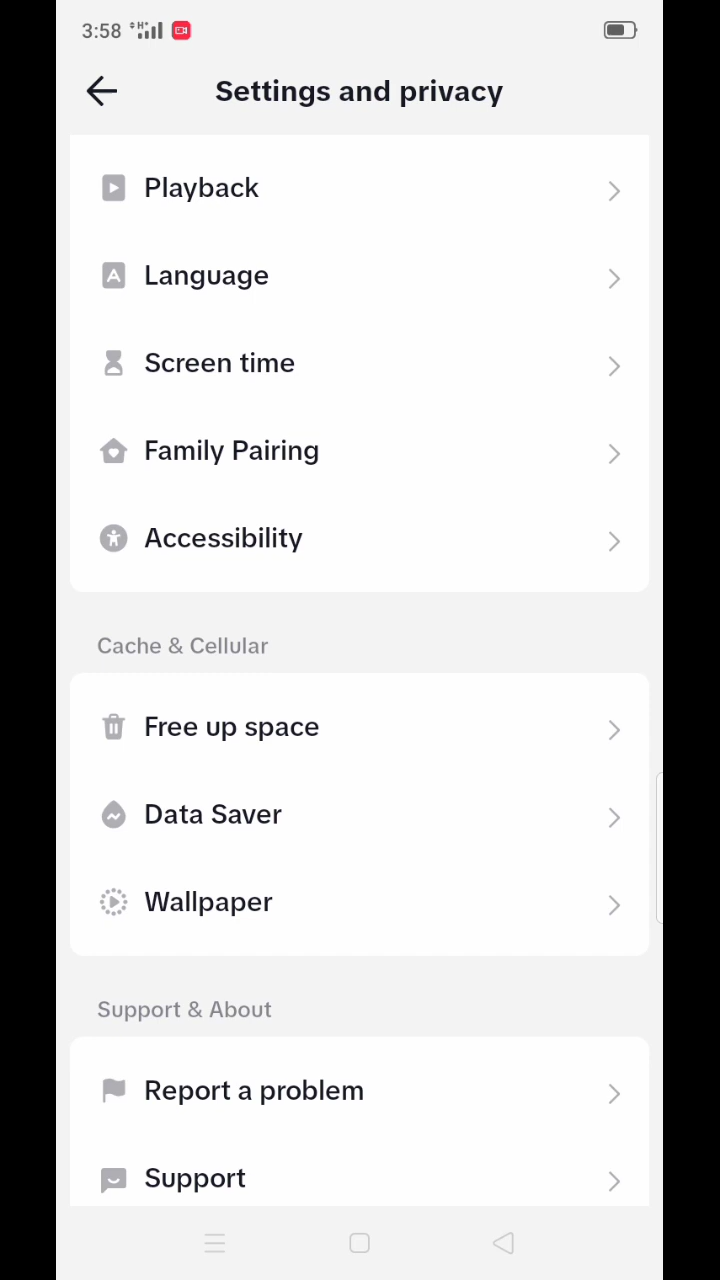 3:58 H+
Settings and privacy
Playback
Language
Screen time
Family Pairing
Accessibility
Cache & Cellular
Free up space
Data Saver
Wallpaper
Support & About
Report a problem
Support